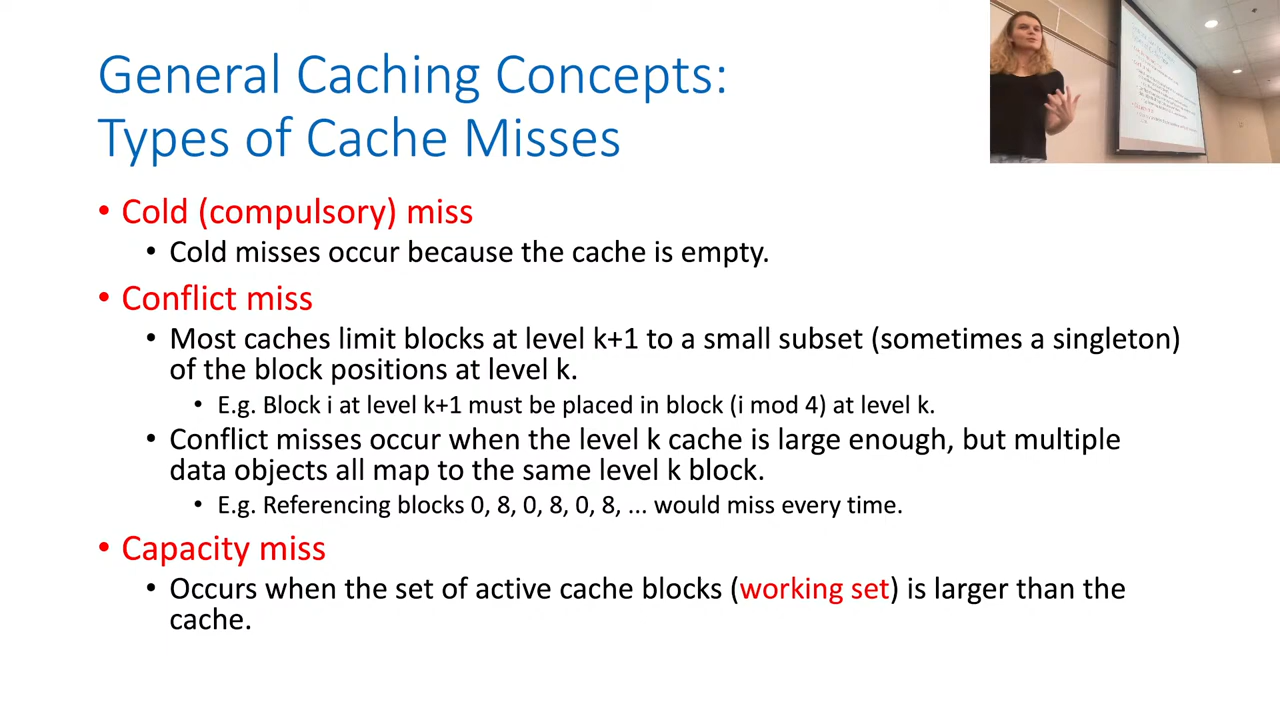 General Caching Concepts:
Types of Cache Misses
• Cold (compulsory) miss
• Cold misses occur because the cache is empty.
• Conflict miss
• Most caches limit blocks at level k+1 to a small subset (sometimes a singleton)
of the block positions at level k.
• E.g. Block i at level k+1 must be placed in block (i mod 4) at level k.
• Conflict misses occur when the level k cache is large enough, but multiple
data objects all map to the same level k block.
• E.g. Referencing blocks 0, 8, 0, 8, 0, 8, ... would miss every time.
• Capacity miss
• Occurs when the set of active cache blocks (working set) is larger than the
cache.